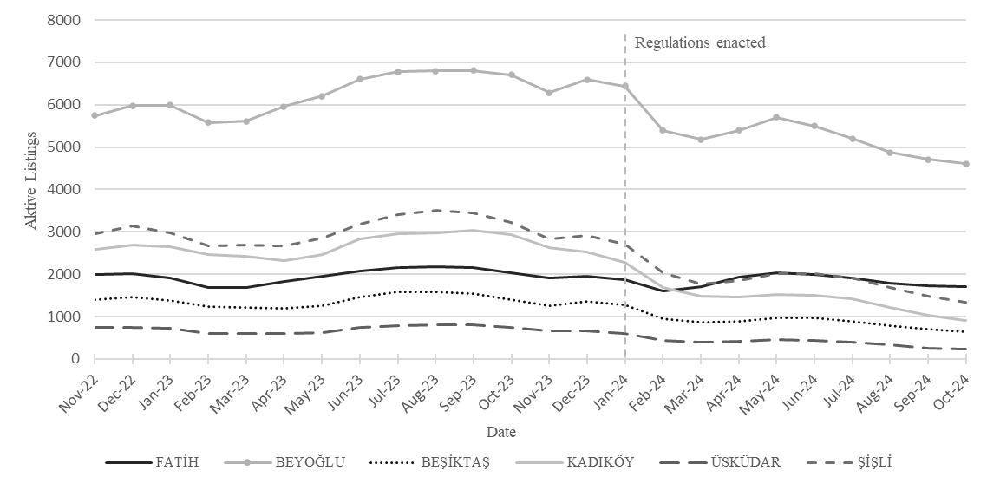 8000
7000
6000
5000
4000
3000
2000
1000
0
Aktive Listings
Regulations enacted
Nov-22
Dec-22
Jan-23
Feb-23
Mar-23
Apr-23
May-23
Jun-23
Jul-23
Aug-23
Sep-23
Oct-23
Nov-23
Dec-23
Jan-24
Feb-24
Mar-24
Apr-24
May-24
Jun-24
Jul-24
Aug-24
Sep-24
Oct-24
Date
FATİH BEYOĞLU BEŞİKTAŞ KADIKÖY ÜSKÜDAR ŞİŞLİ